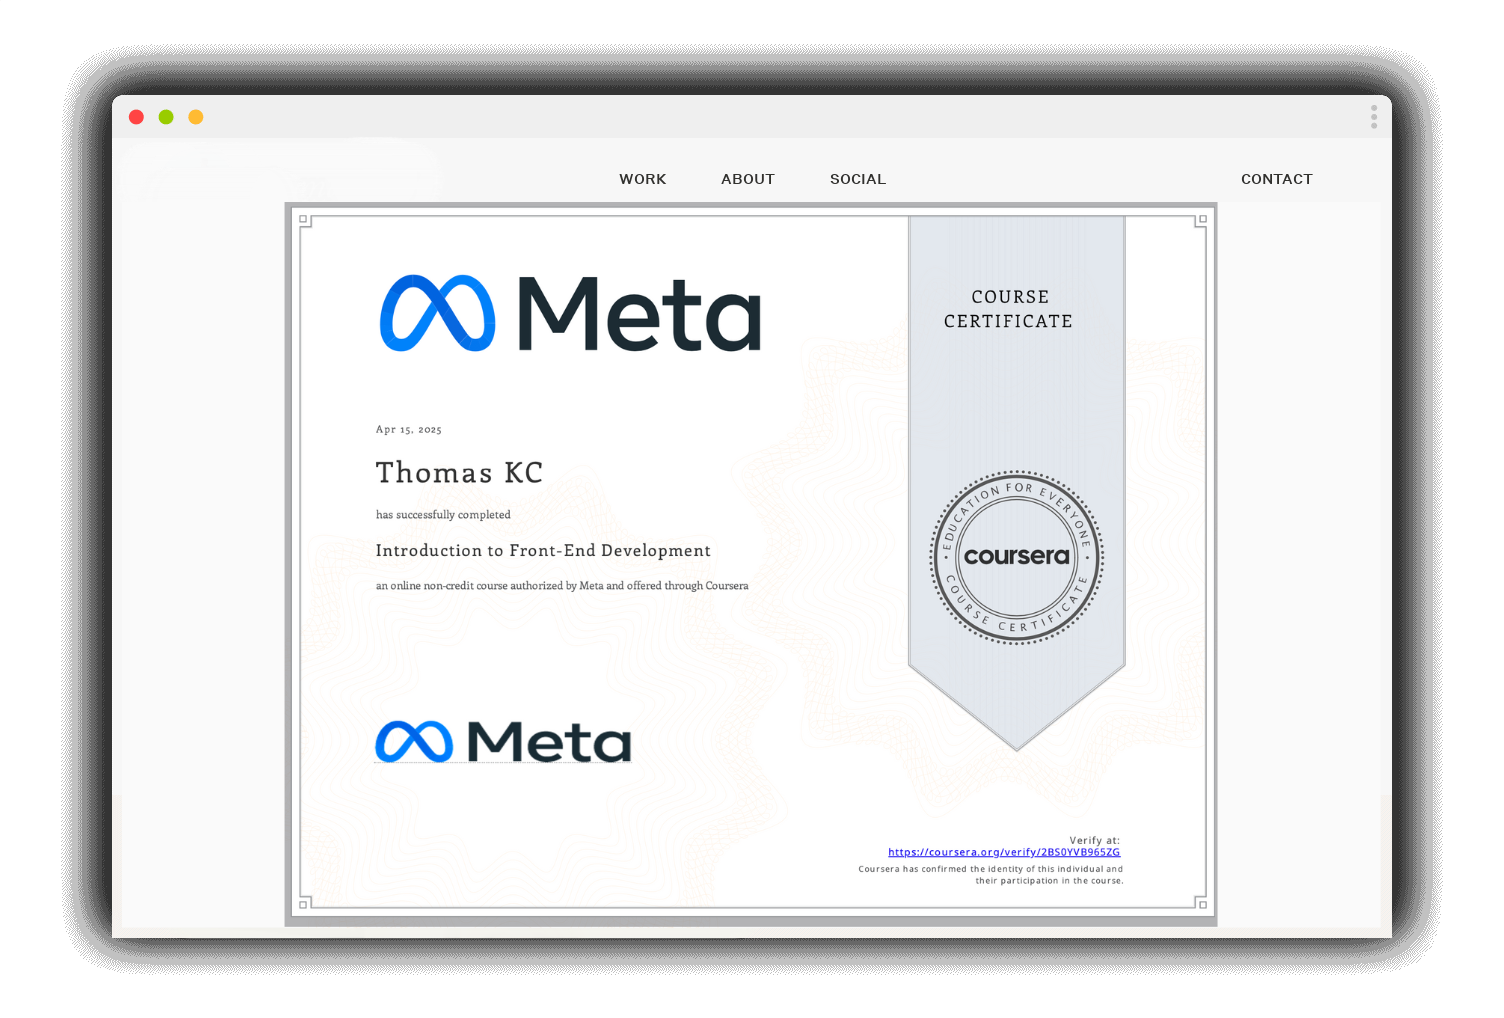 WORK ABOUT SOCIAL CONTACT
Meta
COURSE
CERTIFICATE
Apr 15, 2025
Thomas KC
has successfully completed
Introduction to Front-End Development
an online non-credit course authorized by Meta and offered through Coursera
EDUCATION FOR EVERYONE
coursera
COURSE CERTIFICATE
Meta
Verify at:
https://coursera.org/verify/2BS0YVB965ZG
Coursera has confirmed the identity of this individual and
their participation in the course.